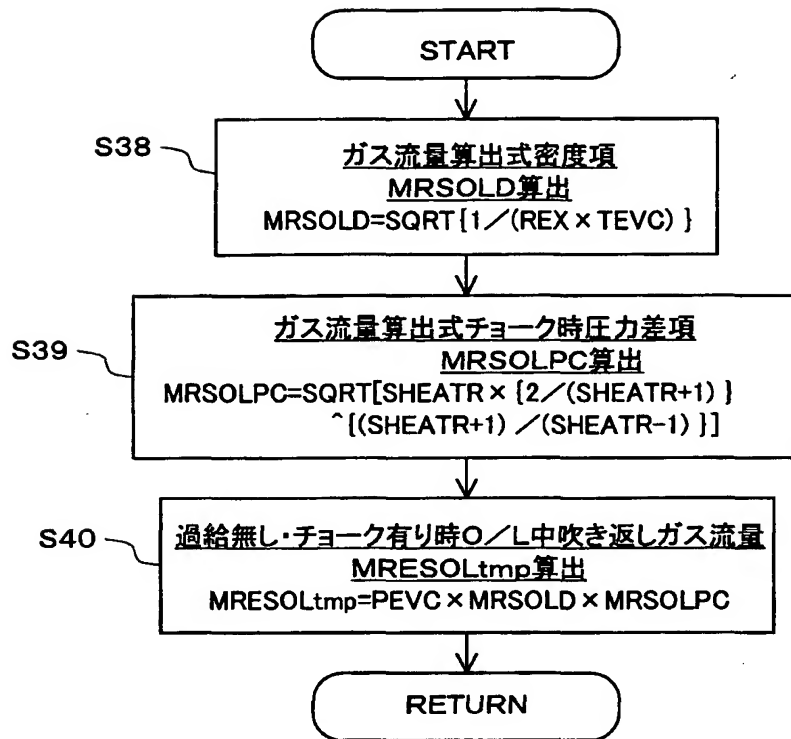 START
S38
ガス流量算出式密度項
MRSOLD算出
MRSOLD=SQRT{1／(REX×TEVC)}
S39
ガス流量算出式チョーク時圧力差項
MRSOLPC算出
MRSOLPC=SQRT[SHEATR×{2／(SHEATR+1)}
^{(SHEATR+1)／(SHEATR-1)}]
S40
過給無し・チョーク有り時O／L中吹き返しガス流量
MRESOLtmp算出
MRESOLtmp=PEVC×MRSOLD×MRSOLPC
RETURN